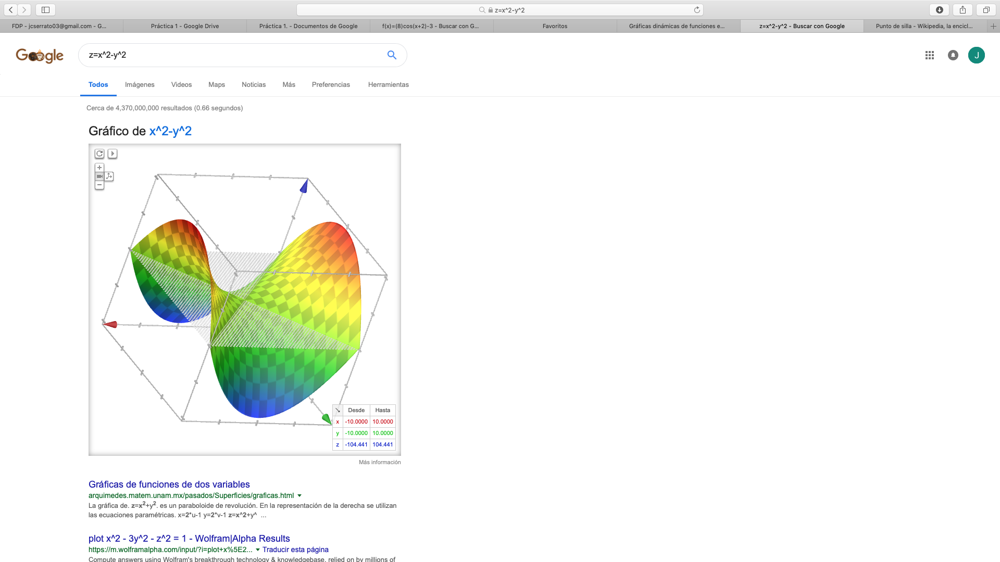 z=x^2-y^2
FDP - jcserrato03@gmail.com - G...
Práctica 1 - Google Drive
Práctica 1. - Documentos de Google
f(x)=(8)cos(x+2)-3 - Buscar con G...
Favoritos
Gráficas dinámicas de funciones e...
z=x^2-y^2 - Buscar con Google
Punto de silla - Wikipedia, la encicl...
Google
z=x^2-y^2
J
Todos
Imágenes
Videos
Maps
Noticias
Más
Preferencias
Herramientas
Cerca de 4,370,000,000 resultados (0.66 segundos)
Gráfico de x^2-y^2
Desde Hasta
x -10.0000 10.0000
y -10.0000 10.0000
z -104.441 104.441
Más información
Gráficas de funciones de dos variables
arquimedes.matem.unam.mx/pasados/Superficies/graficas.html
La gráfica de. z=x²+y². es un paraboloide de revolución. En la representación de la derecha se utilizan
las ecuaciones paramétricas. x=2*u-1 y=2*v-1 z=x^2+y^ ...
plot x^2 - 3y^2 - z^2 = 1 - Wolfram|Alpha Results
https://m.wolframalpha.com/input/?i=plot+x%5E2... Traducir esta página
Compute answers using Wolfram's breakthrough technology & knowledgebase, relied on by millions of